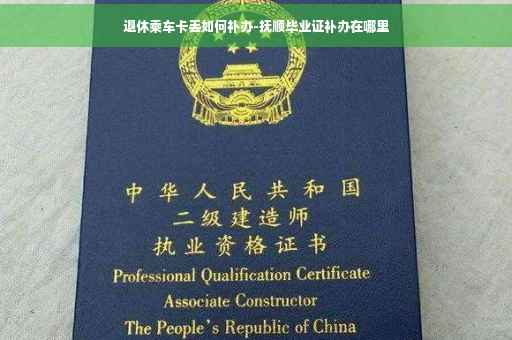 退休乘车卡丢如何补办-抚顺毕业证补办在哪里
中华人民共和国
二级建造师
执业资格证书
Professional Qualification Certificate
Associate Constructor
The People's Republic of China